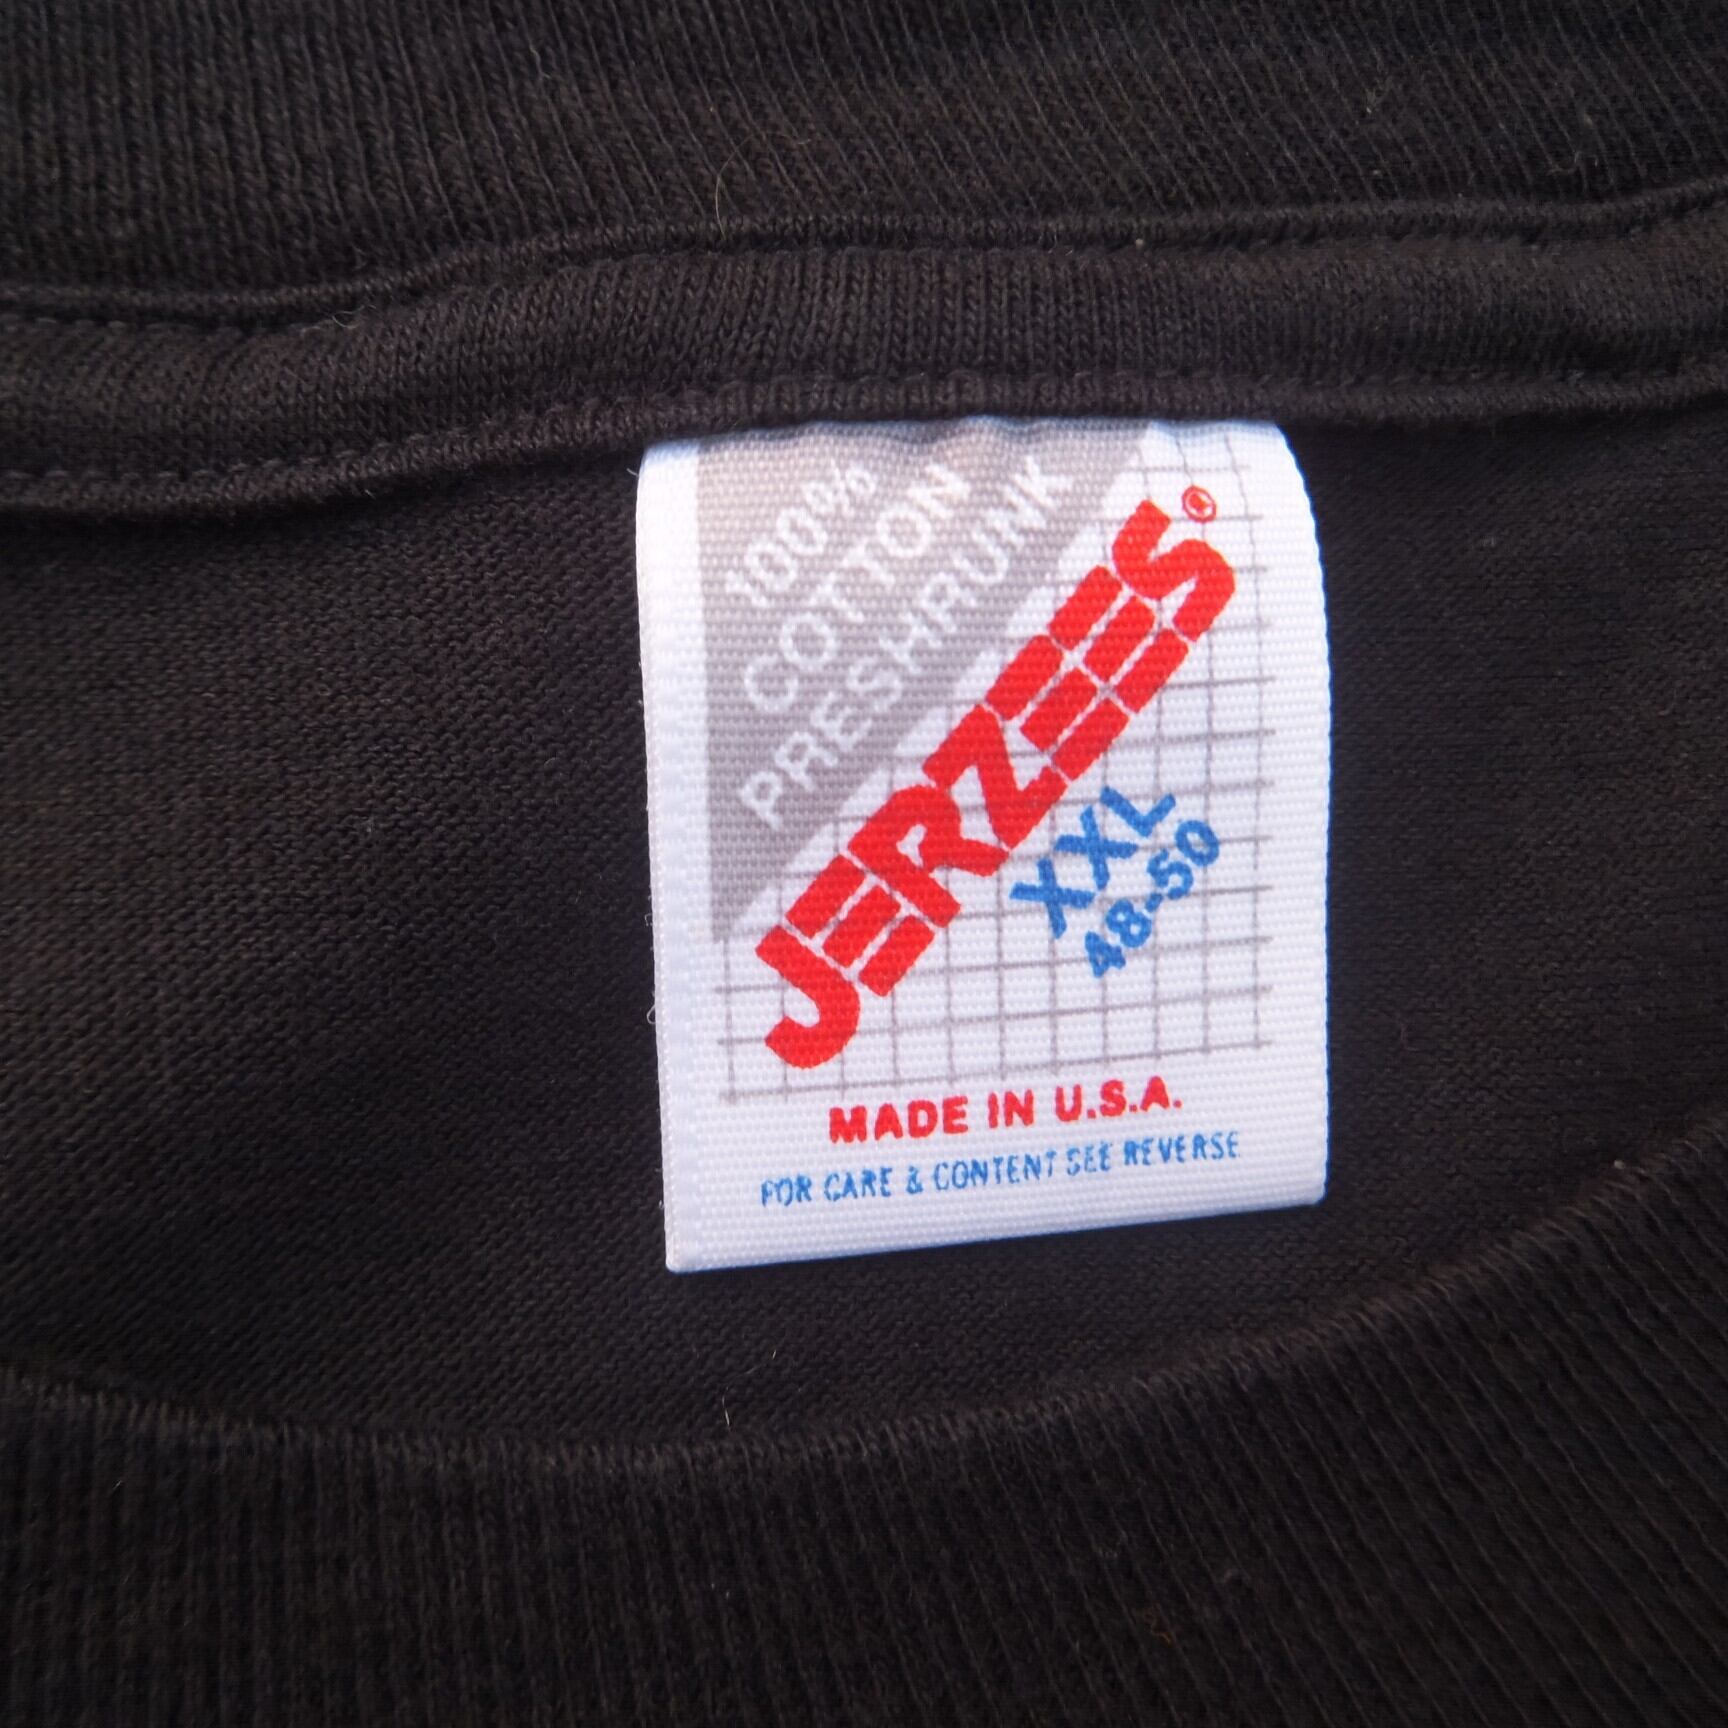 100%
COTTON
PRESHRUNK
JERZEES®
XXL
48-50
MADE IN U.S.A.
FOR CARE & CONTENT SEE REVERSE